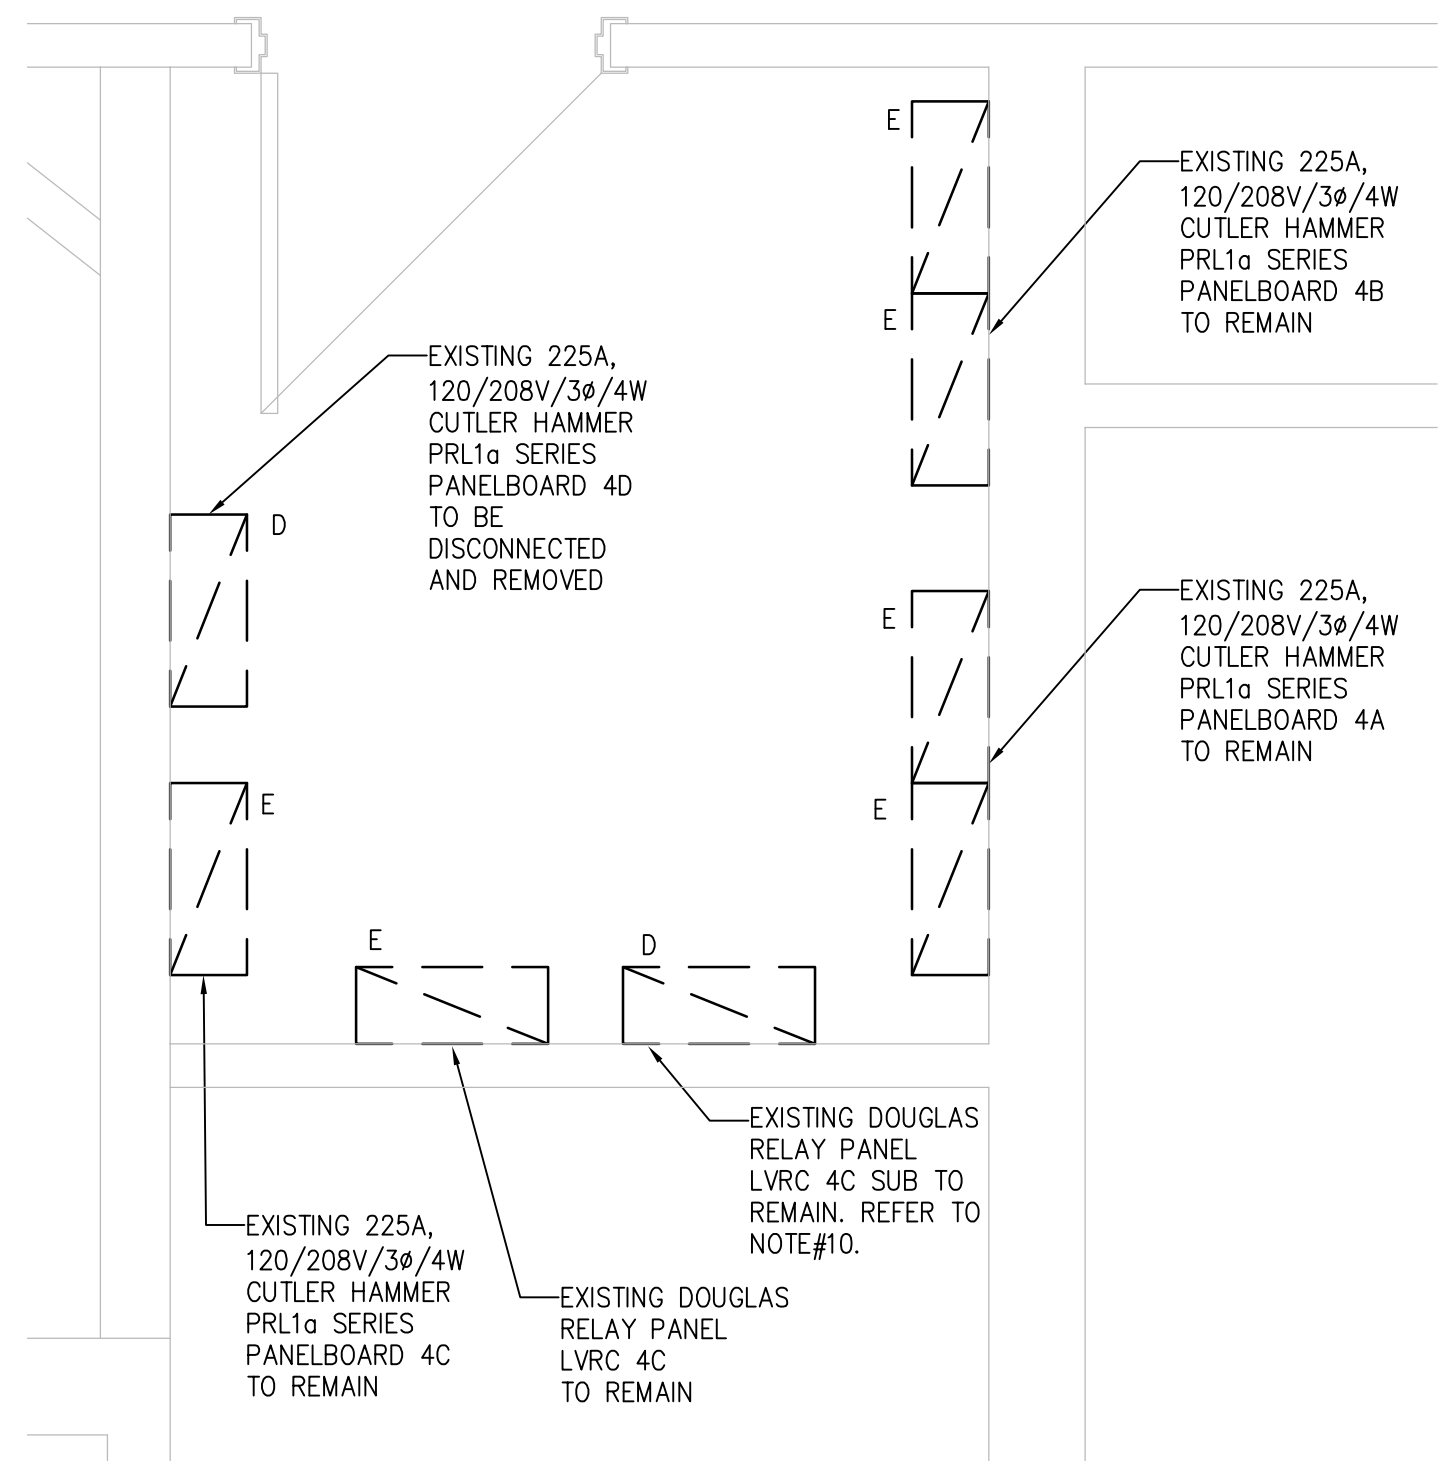 E
EXISTING 225A,
120/208V/3ø/4W
CUTLER HAMMER
PRL1a SERIES
PANELBOARD 4B
TO REMAIN
E
EXISTING 225A,
120/208V/3ø/4W
CUTLER HAMMER
PRL1a SERIES
PANELBOARD 4D
TO BE
DISCONNECTED
AND REMOVED
D
E
EXISTING 225A,
120/208V/3ø/4W
CUTLER HAMMER
PRL1a SERIES
PANELBOARD 4A
TO REMAIN
E
E
E
D
EXISTING DOUGLAS
RELAY PANEL
LVRC 4C SUB TO
REMAIN. REFER TO
NOTE#10.
EXISTING 225A,
120/208V/3ø/4W
CUTLER HAMMER
PRL1a SERIES
PANELBOARD 4C
TO REMAIN
EXISTING DOUGLAS
RELAY PANEL
LVRC 4C
TO REMAIN